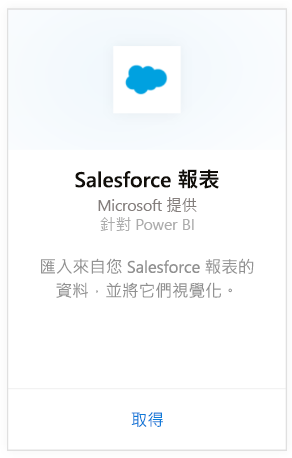 Salesforce 報表
Microsoft 提供
針對 Power BI
匯入來自您 Salesforce 報表的
資料，並將它們視覺化。
取得